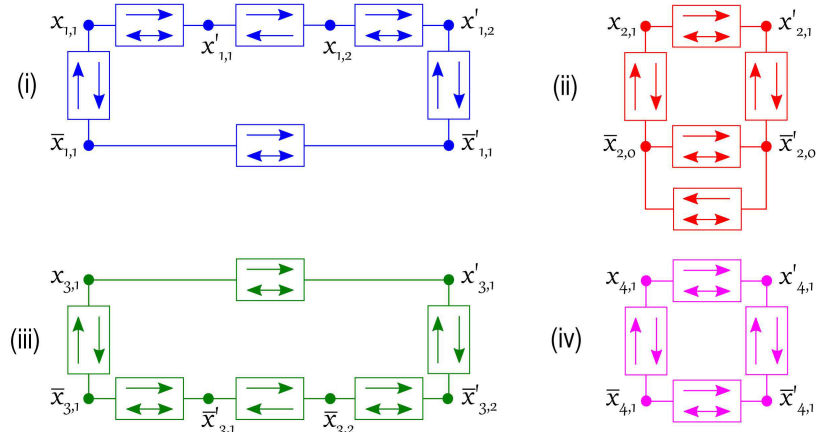 x₁,₁ x'₁,₁ x₁,₂ x'₁,₂
(i)
x̅₁,₁ x̅'₁,₁
x₂,₁ x'₂,₁
(ii)
x̅₂,₀ x̅'₂,₀
x₃,₁ x'₃,₁
(iii)
x̅₃,₁ x̅'₃,₁ x̅₃,₂ x̅'₃,₂
x₄,₁ x'₄,₁
(iv)
x̅₄,₁ x̅'₄,₁